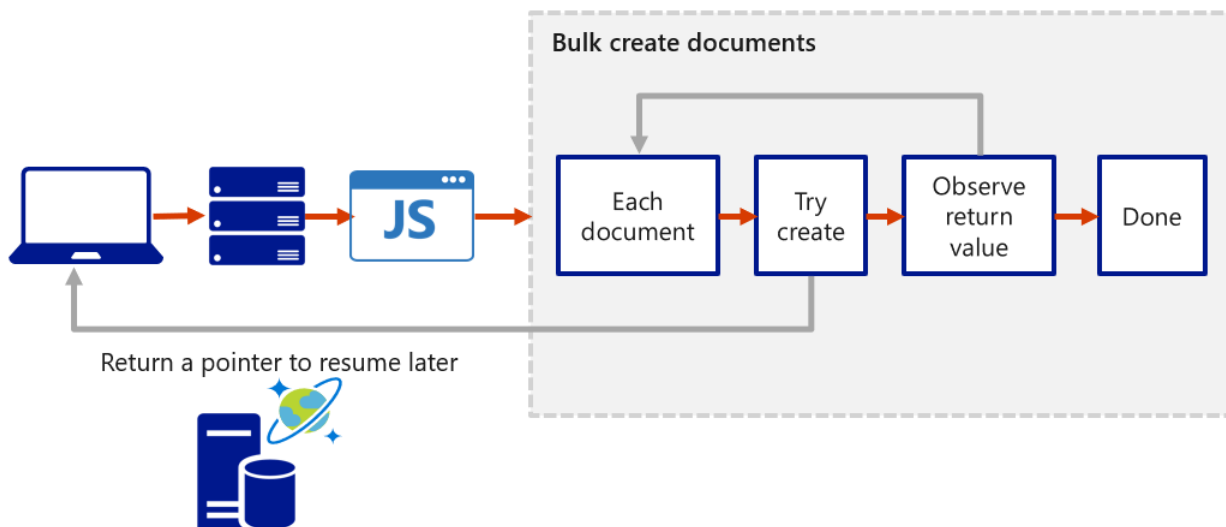 Bulk create documents
JS
Each
document
Try
create
Observe
return
value
Done
Return a pointer to resume later